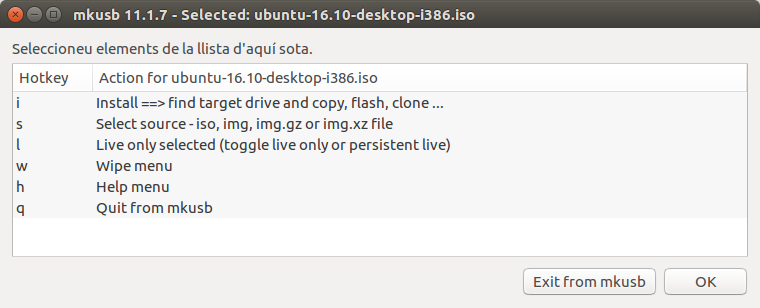 mkusb 11.1.7 - Selected: ubuntu-16.10-desktop-i386.iso
Seleccioneu elements de la llista d'aquí sota.
Hotkey Action for ubuntu-16.10-desktop-i386.iso
i Install ==> find target drive and copy, flash, clone ...
s Select source - iso, img, img.gz or img.xz file
l Live only selected (toggle live only or persistent live)
w Wipe menu
h Help menu
q Quit from mkusb
Exit from mkusb OK